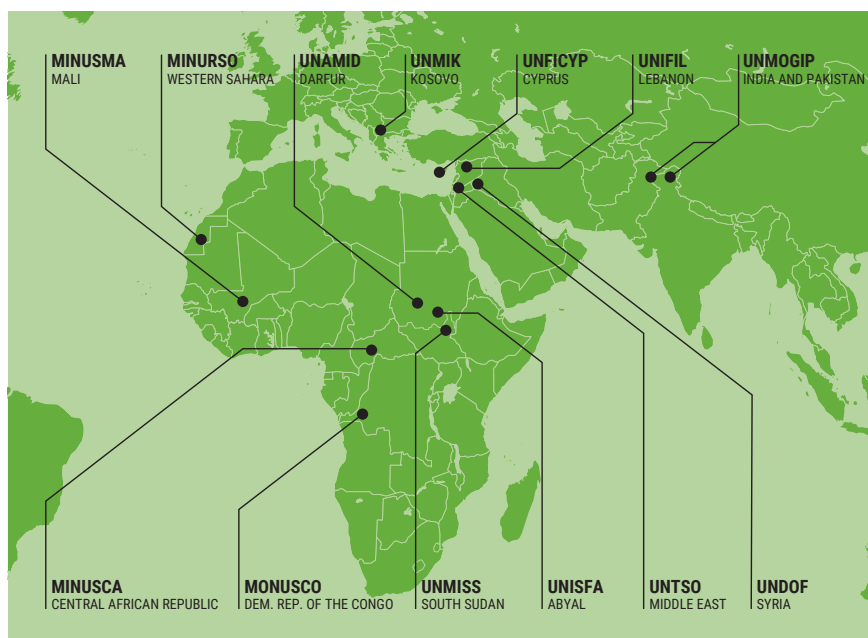 MINUSMA
MALI
MINURSO
WESTERN SAHARA
UNAMID
DARFUR
UNMIK
KOSOVO
UNFICYP
CYPRUS
UNIFIL
LEBANON
UNMOGIP
INDIA AND PAKISTAN
MINUSCA
CENTRAL AFRICAN REPUBLIC
MONUSCO
DEM. REP. OF THE CONGO
UNMISS
SOUTH SUDAN
UNISFA
ABYAL
UNTSO
MIDDLE EAST
UNDOF
SYRIA